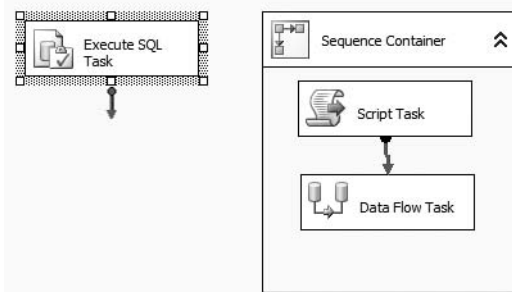 Execute SQL
Task
Sequence Container
Script Task
Data Flow Task